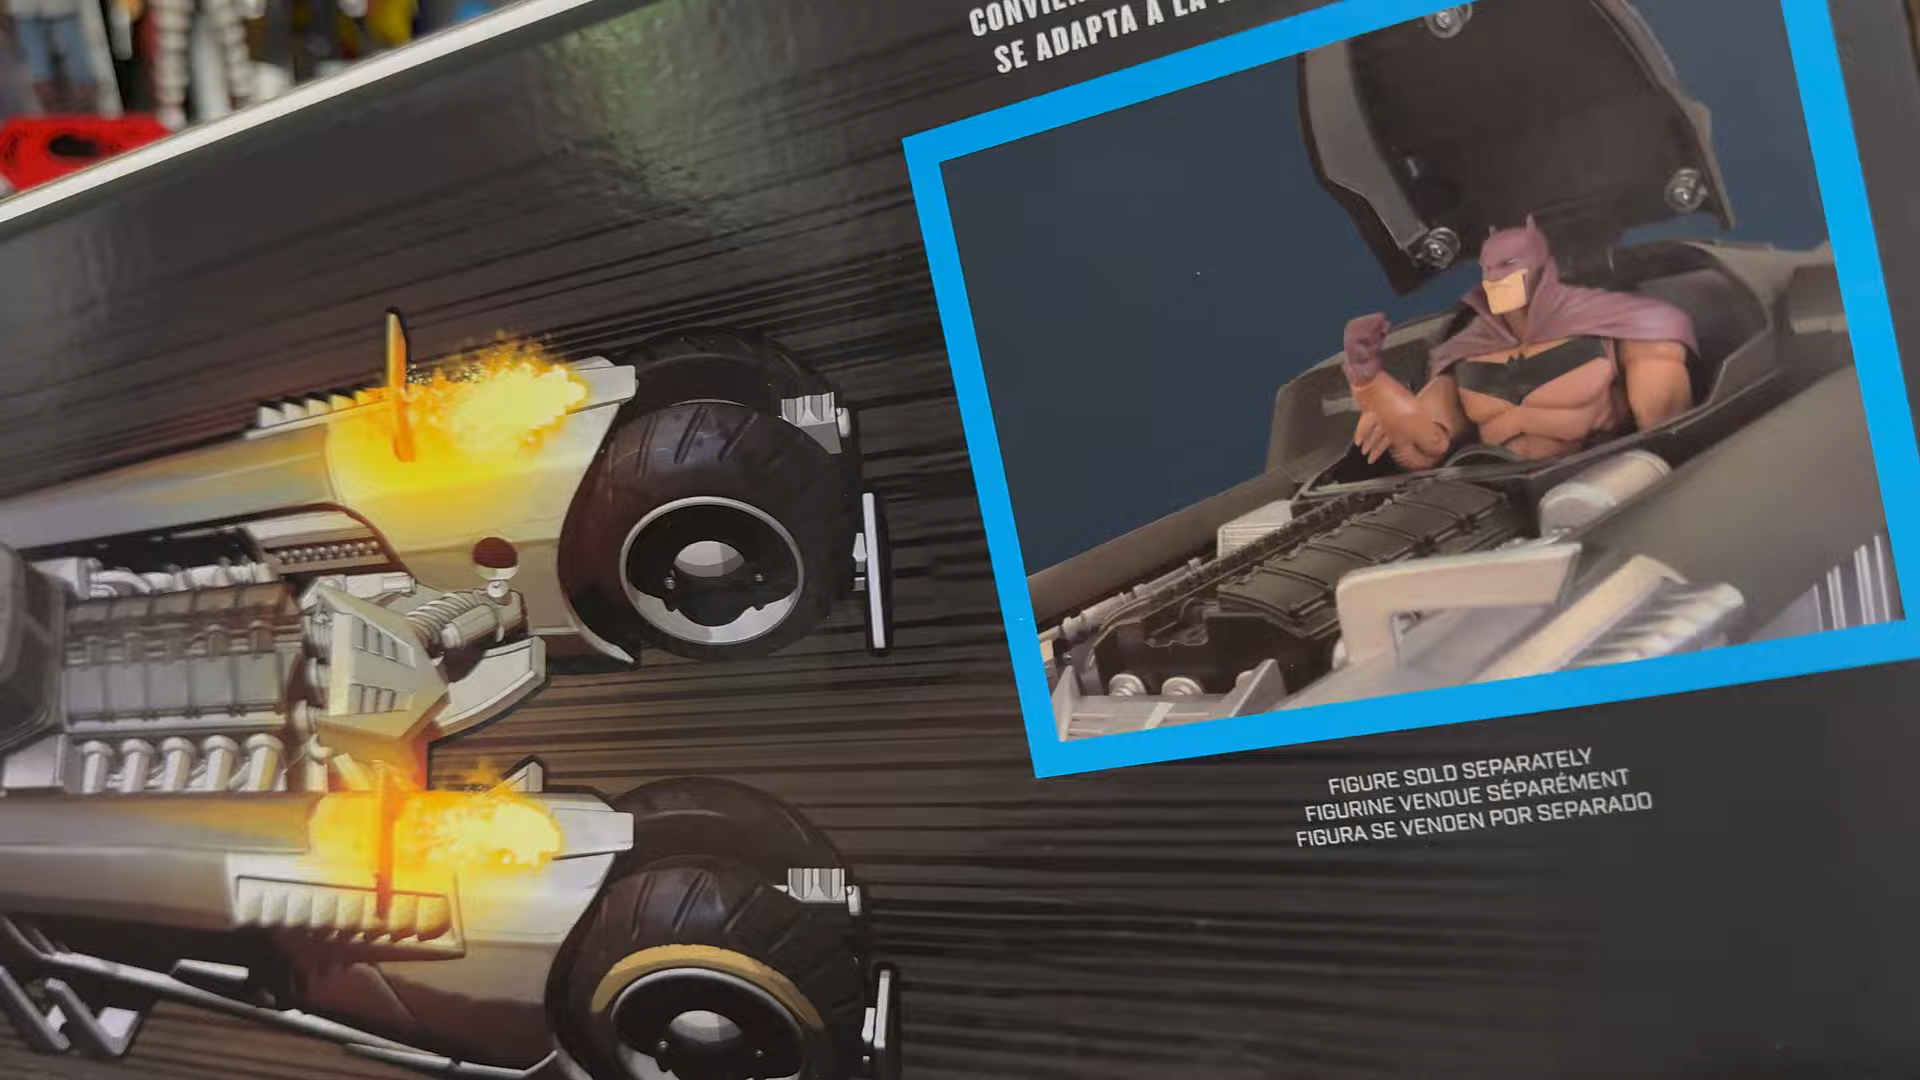 SE ADAPTA A LA
FIGURE SOLD SEPARATELY
FIGURINE VENDUE SÉPARÉMENT
FIGURA SE VENDEN POR SEPARADO